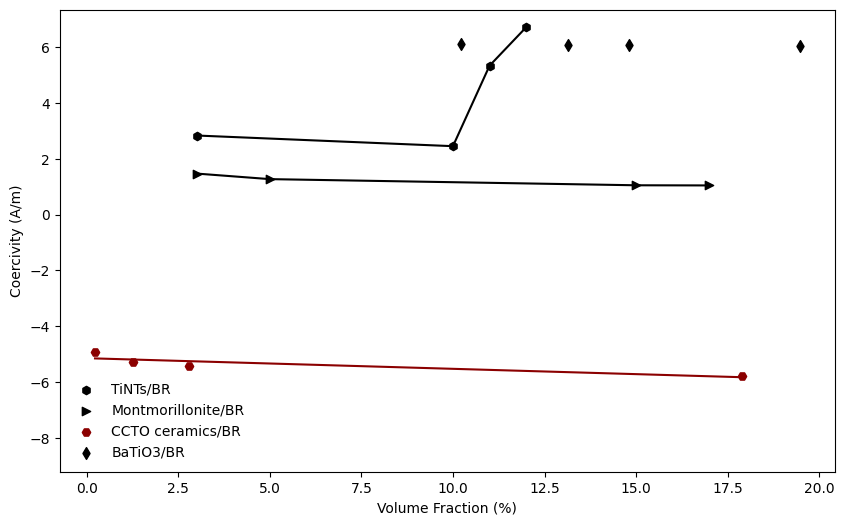 6
4
2
0
−2
−4
−6
−8
Coercivity (A/m)
TiNTs/BR
Montmorillonite/BR
CCTO ceramics/BR
BaTiO3/BR
0.0 2.5 5.0 7.5 10.0 12.5 15.0 17.5 20.0
Volume Fraction (%)